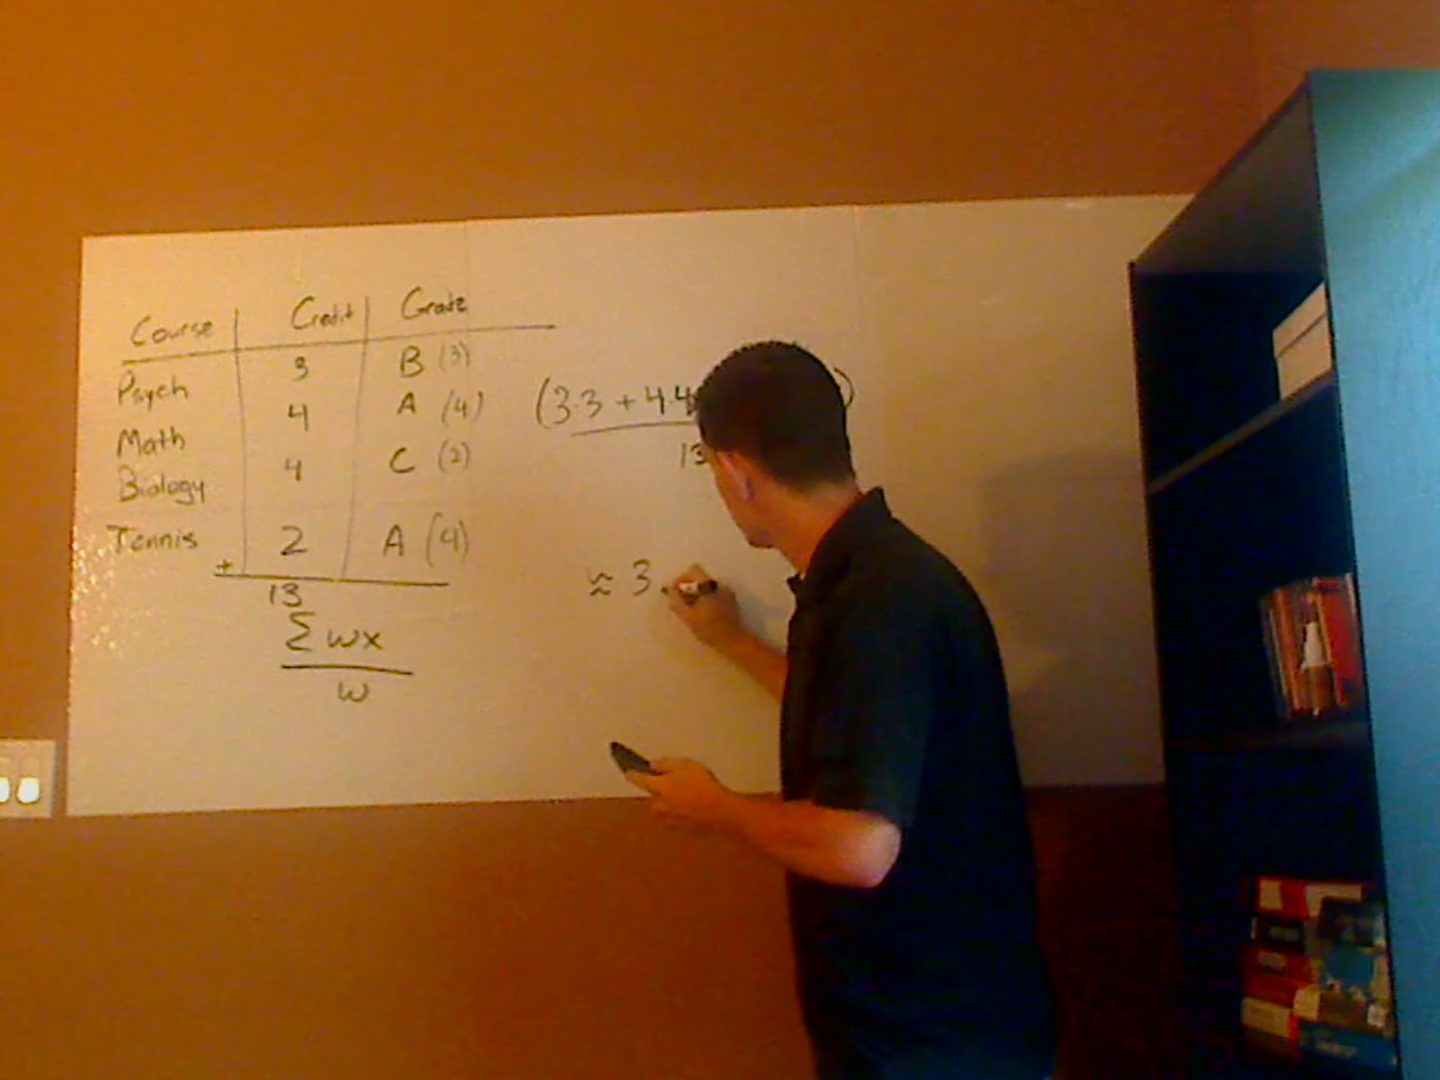 Course Credit Grade
Psych 3 B (3)
Math 4 A (4)
Biology 4 C (2)
Tennis 2 A (4)
+
13
Σwx
w
(3·3 + 4·4 )
13
≈ 3.